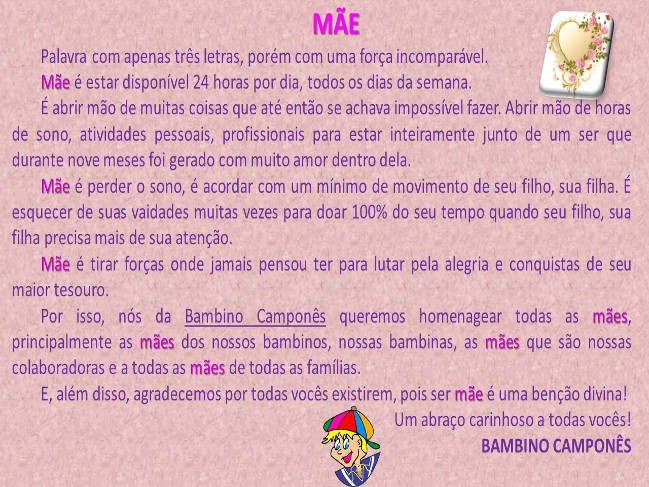 MÃE
Palavra com apenas três letras, porém com uma força incomparável.
Mãe é estar disponível 24 horas por dia, todos os dias da semana.
É abrir mão de muitas coisas que até então se achava impossível fazer. Abrir mão de horas
de sono, atividades pessoais, profissionais para estar inteiramente junto de um ser que
durante nove meses foi gerado com muito amor dentro dela.
Mãe é perder o sono, é acordar com um mínimo de movimento de seu filho, sua filha. É
esquecer de suas vaidades muitas vezes para doar 100% do seu tempo quando seu filho, sua
filha precisa mais de sua atenção.
Mãe é tirar forças onde jamais pensou ter para lutar pela alegria e conquistas de seu
maior tesouro.
Por isso, nós da Bambino Camponês queremos homenagear todas as mães,
principalmente as mães dos nossos bambinos, nossas bambinas, as mães que são nossas
colaboradoras e a todas as mães de todas as famílias.
E, além disso, agradecemos por todas vocês existirem, pois ser mãe é uma benção divina!
Um abraço carinhoso a todas vocês!
BAMBINO CAMPONÊS